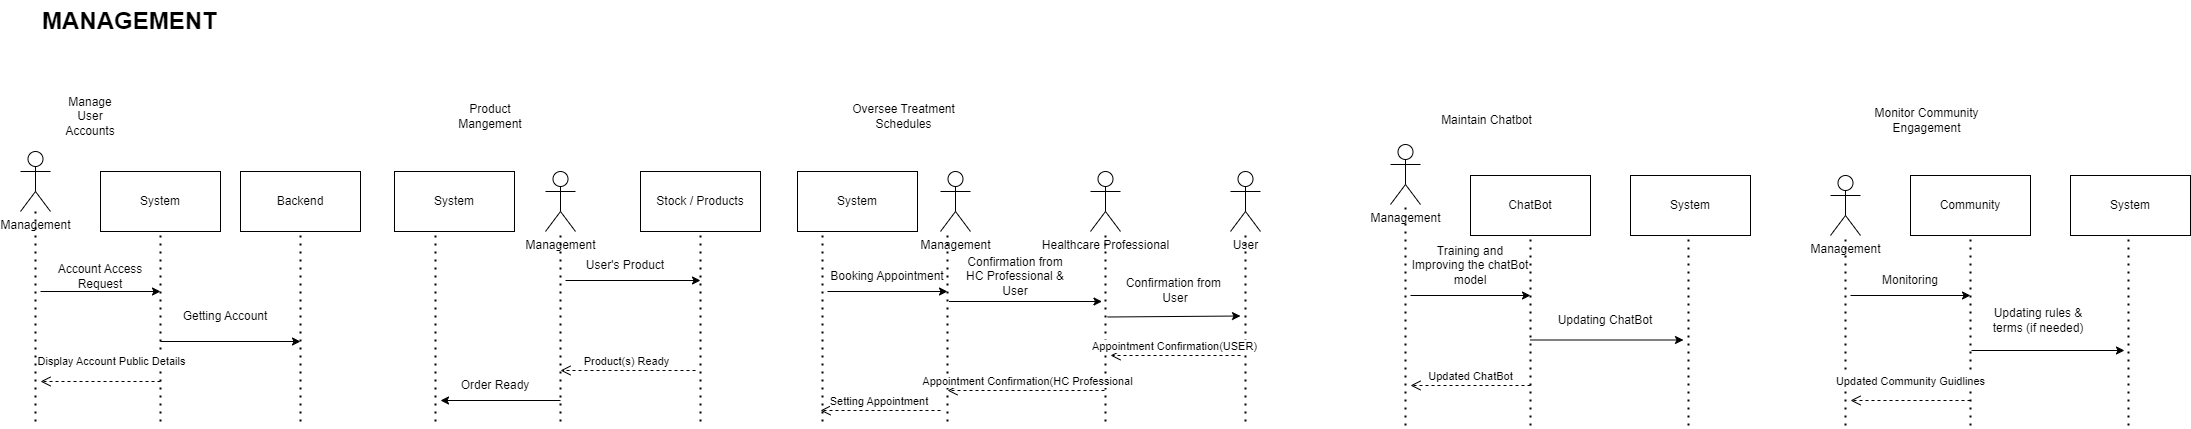 MANAGEMENT
Manage
User
Accounts
Management
System
Backend
Account Access
Request
Getting Account
Display Account Public Details
Product
Mangement
System
Management
Stock / Products
User's Product
Product(s) Ready
Order Ready
Oversee Treatment
Schedules
System
Management
Healthcare Professional
User
Booking Appointment
Confirmation from
HC Professional &
User
Confirmation from
User
Appointment Confirmation(USER)
Appointment Confirmation(HC Professional
Setting Appointment
Maintain Chatbot
Management
ChatBot
System
Training and
Improving the chatBot
model
Updating ChatBot
Updated ChatBot
Monitor Community
Engagement
Management
Community
System
Monitoring
Updating rules &
terms (if needed)
Updated Community Guidlines